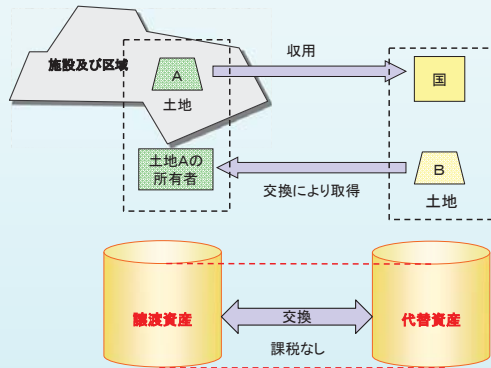 収用
施設及び区域
A
国
土地
土地Aの
所有者
B
交換により取得
土地
譲渡資産
交換
代替資産
課税なし